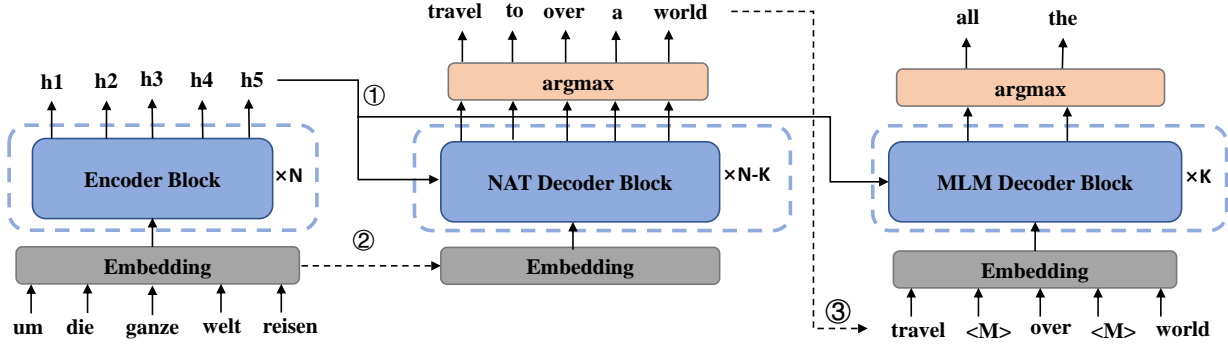 travel to over a world
all the
h1 h2 h3 h4 h5
①
argmax
argmax
Encoder Block ×N
NAT Decoder Block ×N-K
MLM Decoder Block ×K
②
Embedding
Embedding
Embedding
③
um die ganze welt reisen
travel <M> over <M> world